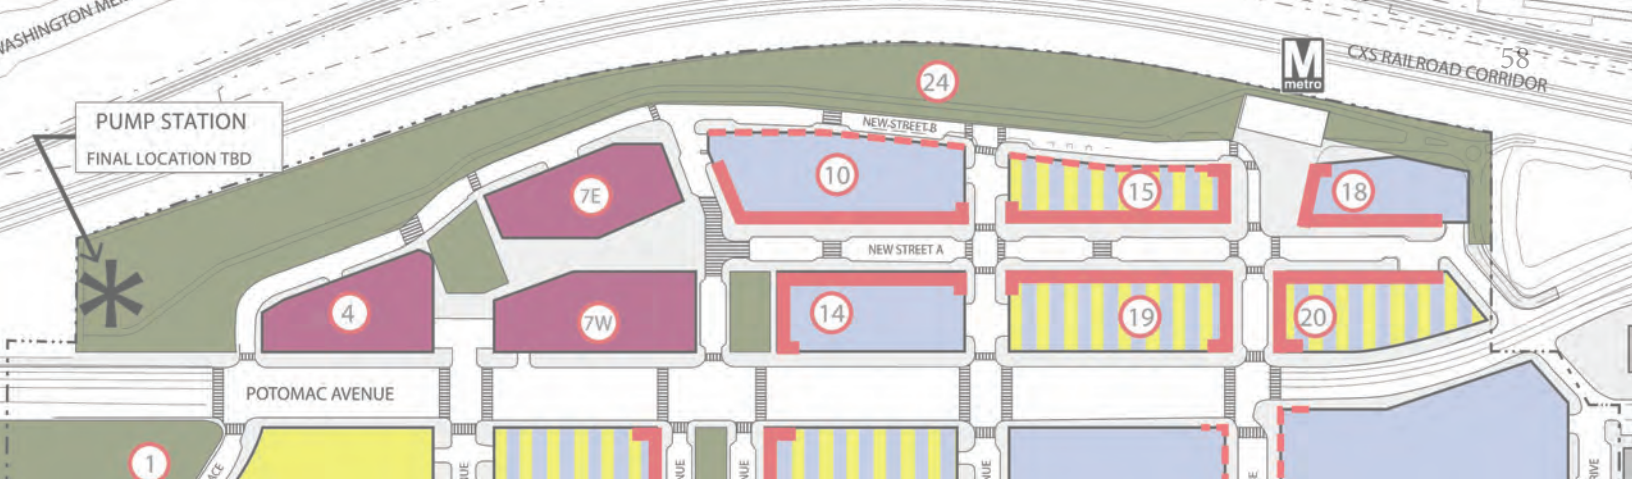 WASHINGTON
58
CXS RAILROAD CORRIDOR
M
metro
24
PUMP STATION
FINAL LOCATION TBD
NEW STREET B
7E
10
15
18
NEW STREET A
4
7W
14
19
20
POTOMAC AVENUE
1